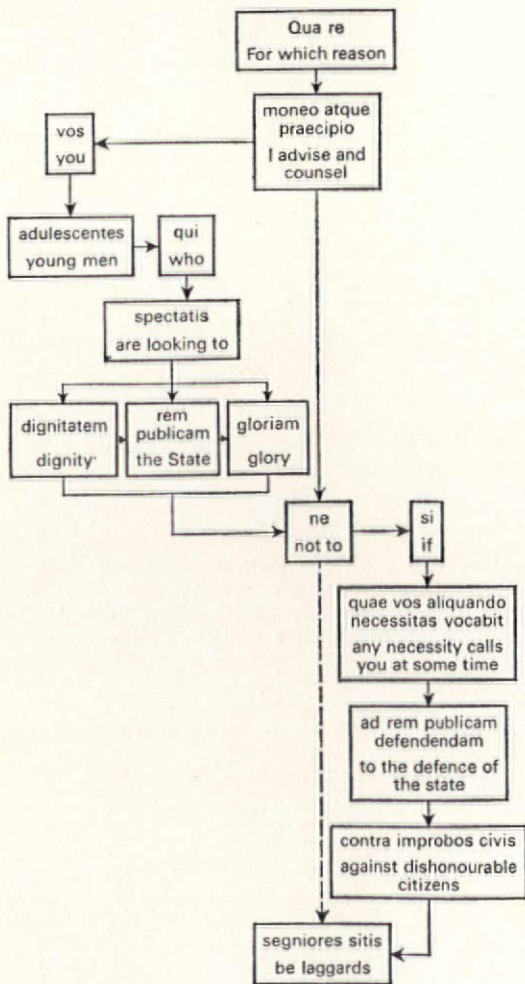 Qua re
For which reason
moneo atque
praecipio
I advise and
counsel
vos
you
adulescentes
young men
qui
who
spectatis
are looking to
dignitatem
dignity
rem
publicam
the State
gloriam
glory
ne
not to
si
if
quae vos aliquando
necessitas vocabit
any necessity calls
you at some time
ad rem publicam
defendendam
to the defence of
the state
contra improbos civis
against dishonourable
citizens
segniores sitis
be laggards